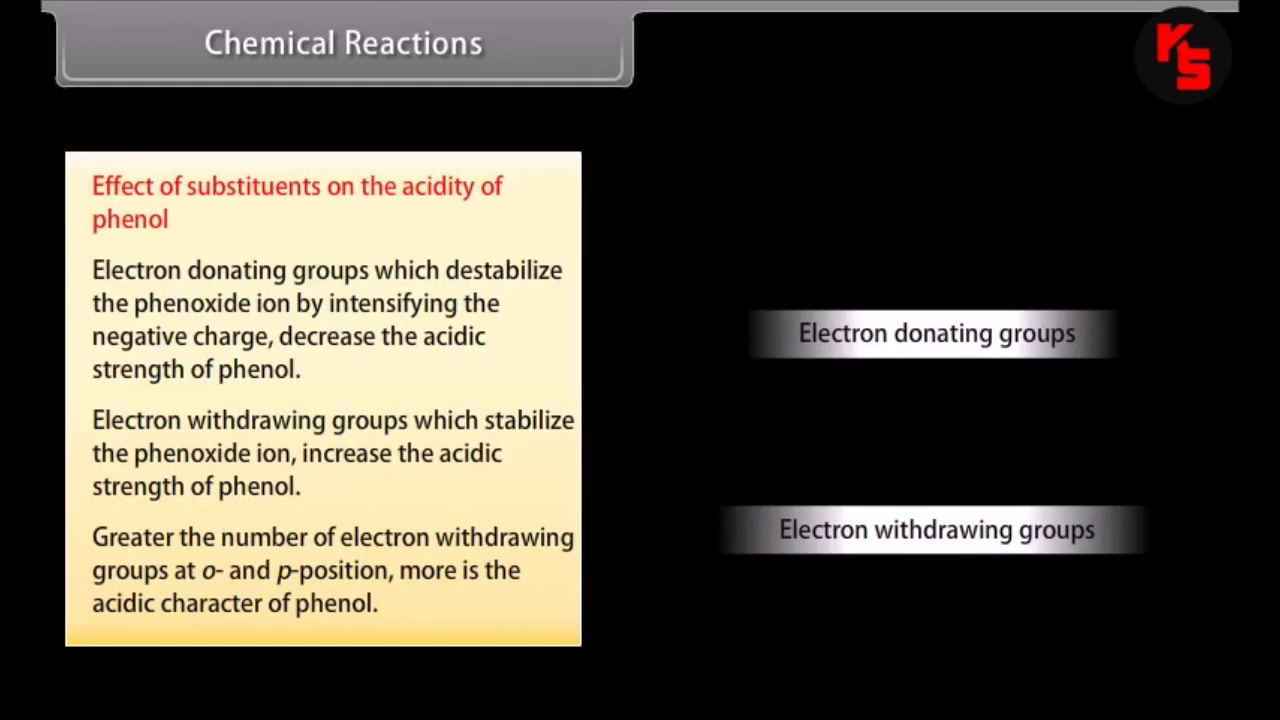 Chemical Reactions
KS
Effect of substituents on the acidity of
phenol
Electron donating groups which destabilize
the phenoxide ion by intensifying the
negative charge, decrease the acidic
strength of phenol.
Electron withdrawing groups which stabilize
the phenoxide ion, increase the acidic
strength of phenol.
Greater the number of electron withdrawing
groups at o- and p-position, more is the
acidic character of phenol.
Electron donating groups
Electron withdrawing groups